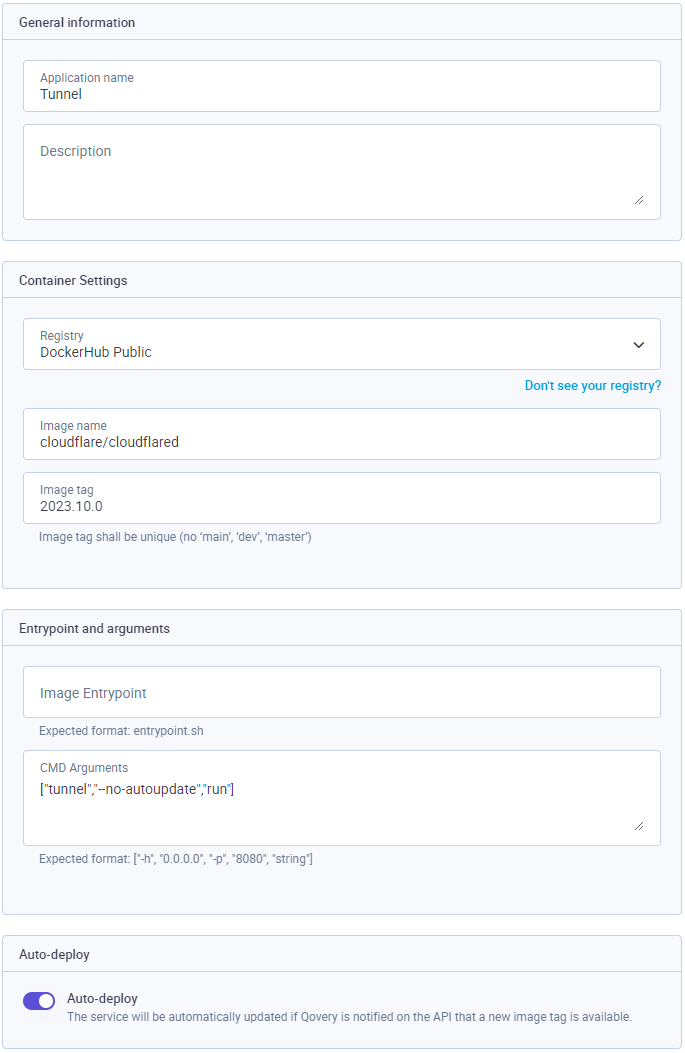 General information
Application name
Tunnel
Description
Container Settings
Registry
DockerHub Public
Don't see your registry?
Image name
cloudflare/cloudflared
Image tag
2023.10.0
Image tag shall be unique (no ‘main’, ‘dev’, ‘master’)
Entrypoint and arguments
Image Entrypoint
Expected format: entrypoint.sh
CMD Arguments
["tunnel","--no-autoupdate","run"]
Expected format: ["-h", "0.0.0.0", "-p", "8080", "string"]
Auto-deploy
Auto-deploy
The service will be automatically updated if Qovery is notified on the API that a new image tag is available.